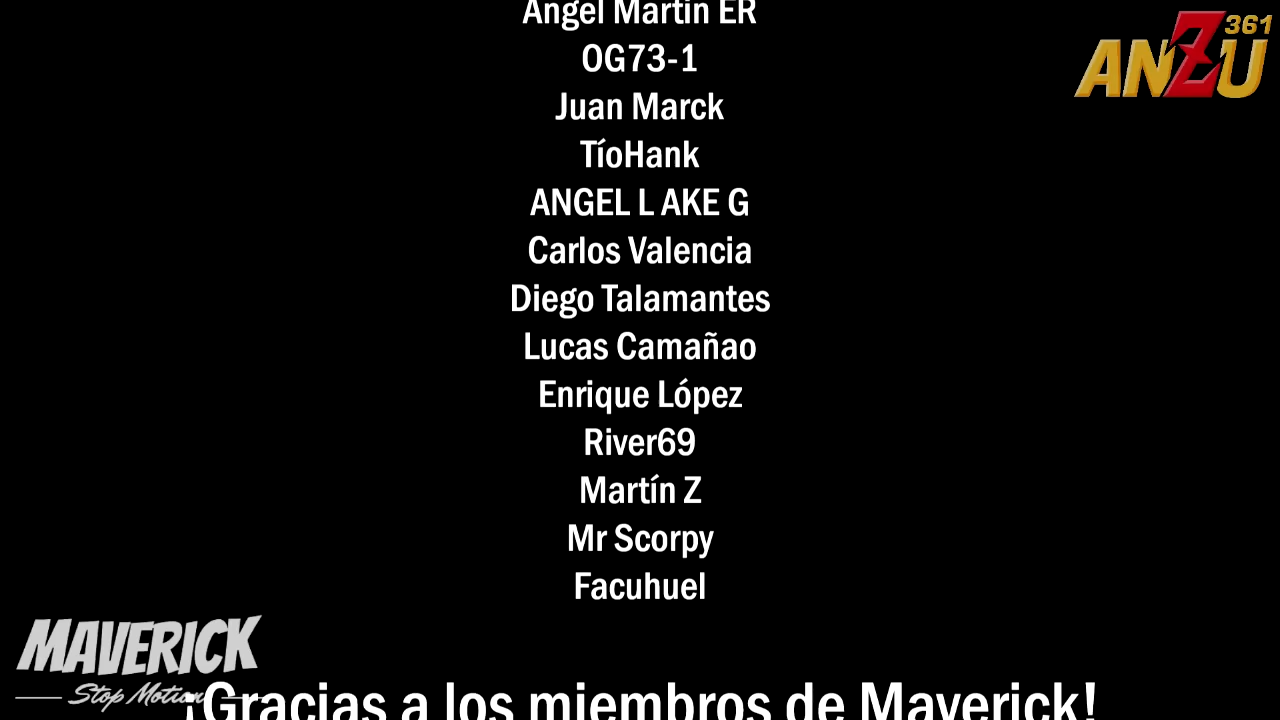 Angel Martín ER
361
ANZU
OG73-1
Juan Marck
TíoHank
ANGEL L AKE G
Carlos Valencia
Diego Talamantes
Lucas Camañao
Enrique López
River69
Martín Z
Mr Scorpy
Facuhuel
MAVERICK
Stop Motion
¡Gracias a los miembros de Maverick!